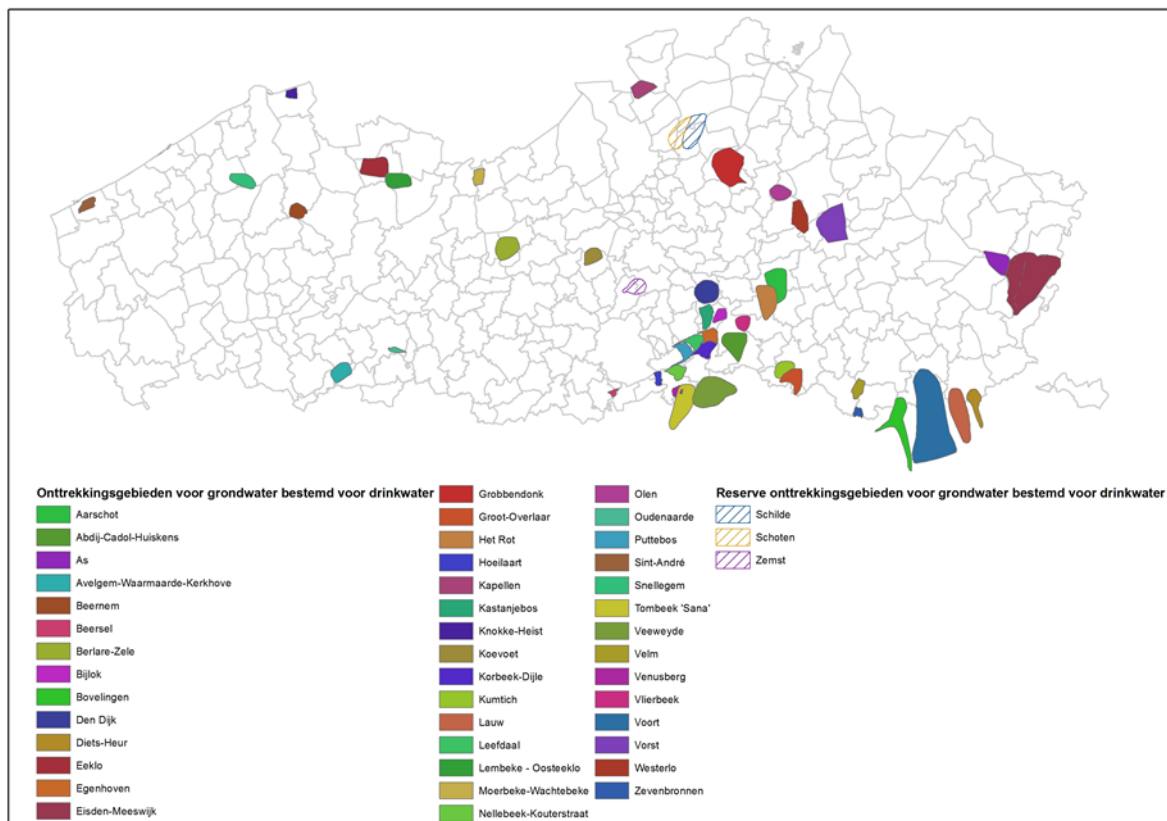 Onttrekkingsgebieden voor grondwater bestemd voor drinkwater
Aarschot
Abdij-Cadol-Huiskens
As
Avelgem-Waarmaarde-Kerkhove
Beernem
Beersel
Berlare-Zele
Bijlok
Bovelingen
Den Dijk
Diets-Heur
Eeklo
Egenhoven
Eisden-Meeswijk
Grobbendonk
Groot-Overlaar
Het Rot
Hoeilaart
Kapellen
Kastanjebos
Knokke-Heist
Koevoet
Korbeek-Dijle
Kumtich
Lauw
Leefdaal
Lembeke - Oosteeklo
Moerbeke-Wachtebeke
Nellebeek-Kouterstraat
Olen
Oudenaarde
Puttebos
Sint-André
Snellegem
Tombeek 'Sana'
Veeweyde
Velm
Venusberg
Vlierbeek
Voort
Vorst
Westerlo
Zevenbronnen
Reserve onttrekkingsgebieden voor grondwater bestemd voor drinkwater
Schilde
Schoten
Zemst